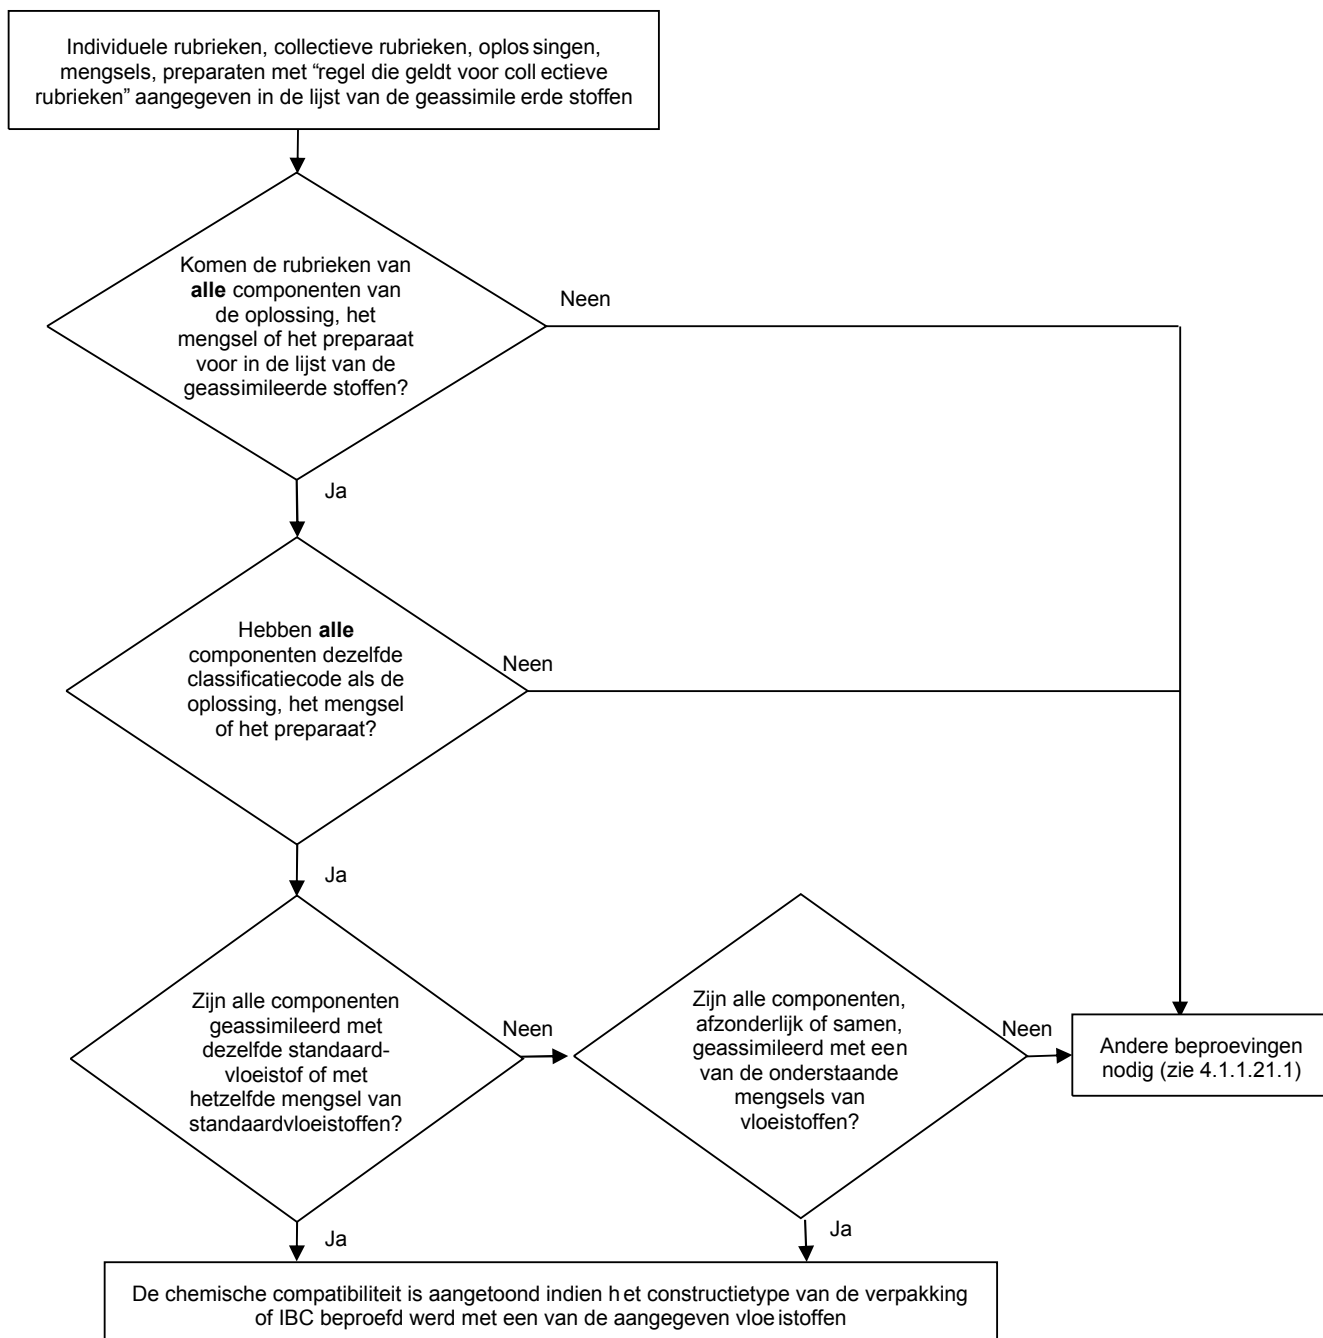 Individuele rubrieken, collectieve rubrieken, oplos singen,
mengsels, preparaten met “regel die geldt voor coll ectieve
rubrieken” aangegeven in de lijst van de geassimile erde stoffen
Komen de rubrieken van
alle componenten van
de oplossing, het
mengsel of het preparaat
voor in de lijst van de
geassimileerde stoffen?
Neen
Ja
Hebben alle
componenten dezelfde
classificatiecode als de
oplossing, het mengsel
of het preparaat?
Neen
Ja
Zijn alle componenten
geassimileerd met
dezelfde standaard-
vloeistof of met
hetzelfde mengsel van
standaardvloeistoffen?
Neen
Zijn alle componenten,
afzonderlijk of samen,
geassimileerd met een
van de onderstaande
mengsels van
vloeistoffen?
Neen
Andere beproevingen
nodig (zie 4.1.1.21.1)
Ja
Ja
De chemische compatibiliteit is aangetoond indien h et constructietype van de verpakking
of IBC beproefd werd met een van de aangegeven vloe istoffen